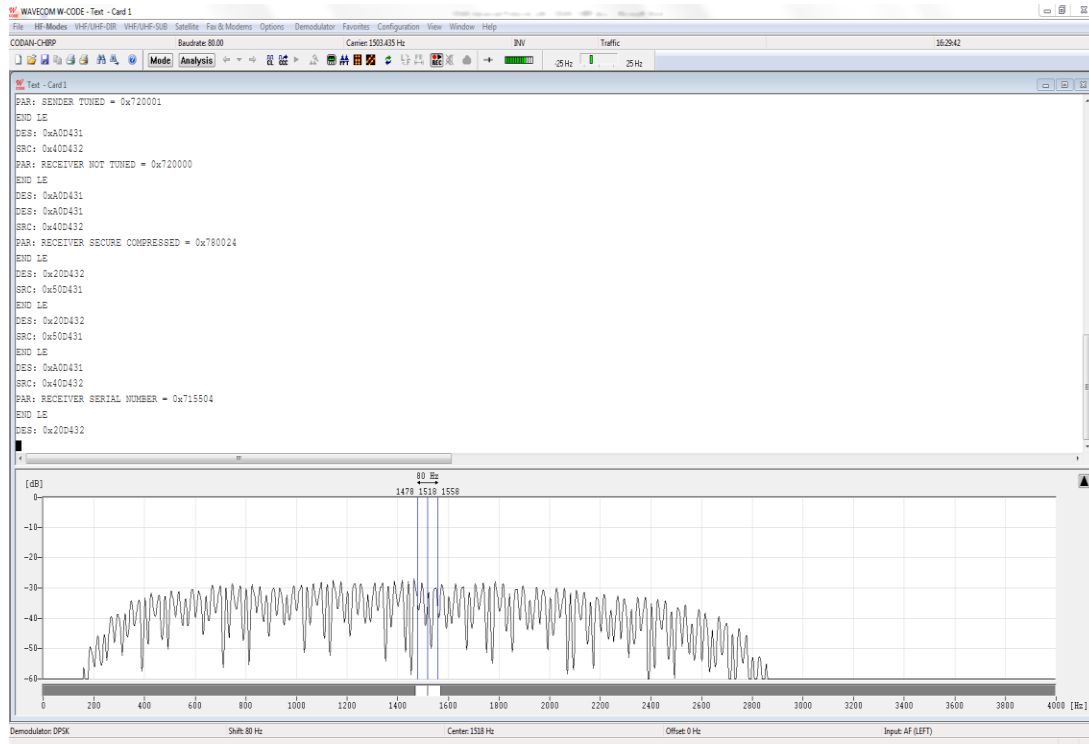 WAVECOM W-CODE - Text - Card 1
File HF-Modes VHF/UHF-DIR VHF/UHF-SUB Satellite Fax & Modems Options Demodulator Favorites Configuration View Window Help
CODAN-CHIRP Baudrate: 80.00 Carrier: 1503.435 Hz INV Traffic 16:29:42
Mode Analysis REC -25 Hz 25 Hz
Text - Card 1
PAR: SENDER TUNED = 0x720001
END LE
DES: 0xA0D431
SRC: 0x40D432
PAR: RECEIVER NOT TUNED = 0x720000
END LE
DES: 0xA0D431
DES: 0xA0D431
SRC: 0x40D432
PAR: RECEIVER SECURE COMPRESSED = 0x780024
END LE
DES: 0x20D432
SRC: 0x50D431
END LE
DES: 0x20D432
SRC: 0x50D431
END LE
DES: 0xA0D431
SRC: 0x40D432
PAR: RECEIVER SERIAL NUMBER = 0x715504
END LE
DES: 0x20D432
80 Hz
[dB]
1478 1518 1558
0
-10
-20
-30
-40
-50
-60
0 200 400 600 800 1000 1200 1400 1600 1800 2000 2200 2400 2600 2800 3000 3200 3400 3600 3800 4000 [Hz]
Demodulator: DPSK Shift: 80 Hz Center: 1518 Hz Offset: 0 Hz Input: AF (LEFT)